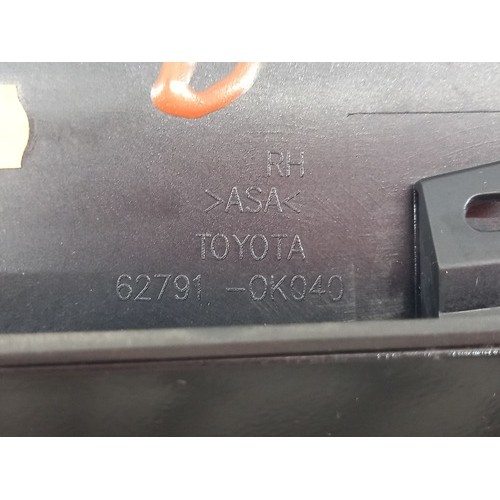 RH
>ASA<
TOYOTA
62791 -0K040